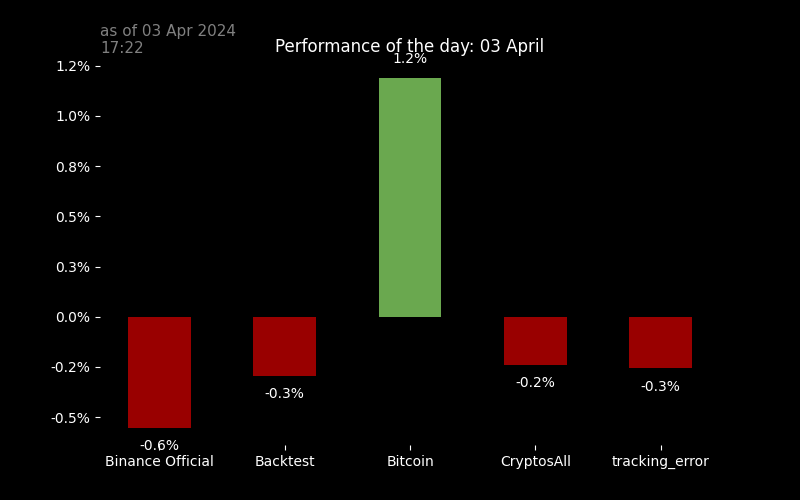 as of 03 Apr 2024
17:22
Performance of the day: 03 April
1.2%
1.2%
1.0%
0.8%
0.5%
0.3%
0.0%
-0.2%
-0.5%
-0.6%
-0.3%
-0.2%
-0.3%
Binance Official
Backtest
Bitcoin
CryptosAll
tracking_error